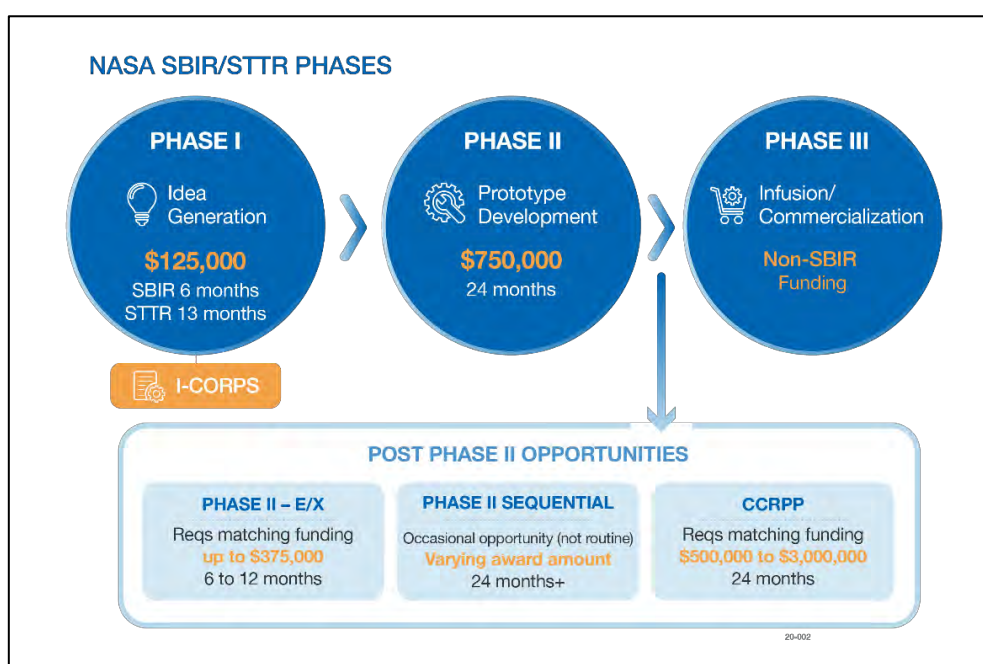 NASA SBIR/STTR PHASES
PHASE I
Idea
Generation
$125,000
SBIR 6 months
STTR 13 months
I-CORPS
PHASE II
Prototype
Development
$750,000
24 months
PHASE III
Infusion/
Commercialization
Non-SBIR
Funding
POST PHASE II OPPORTUNITIES
PHASE II – E/X
Reqs matching funding
up to $375,000
6 to 12 months
PHASE II SEQUENTIAL
Occasional opportunity (not routine)
Varying award amount
24 months+
CCRPP
Reqs matching funding
$500,000 to $3,000,000
24 months
20-002